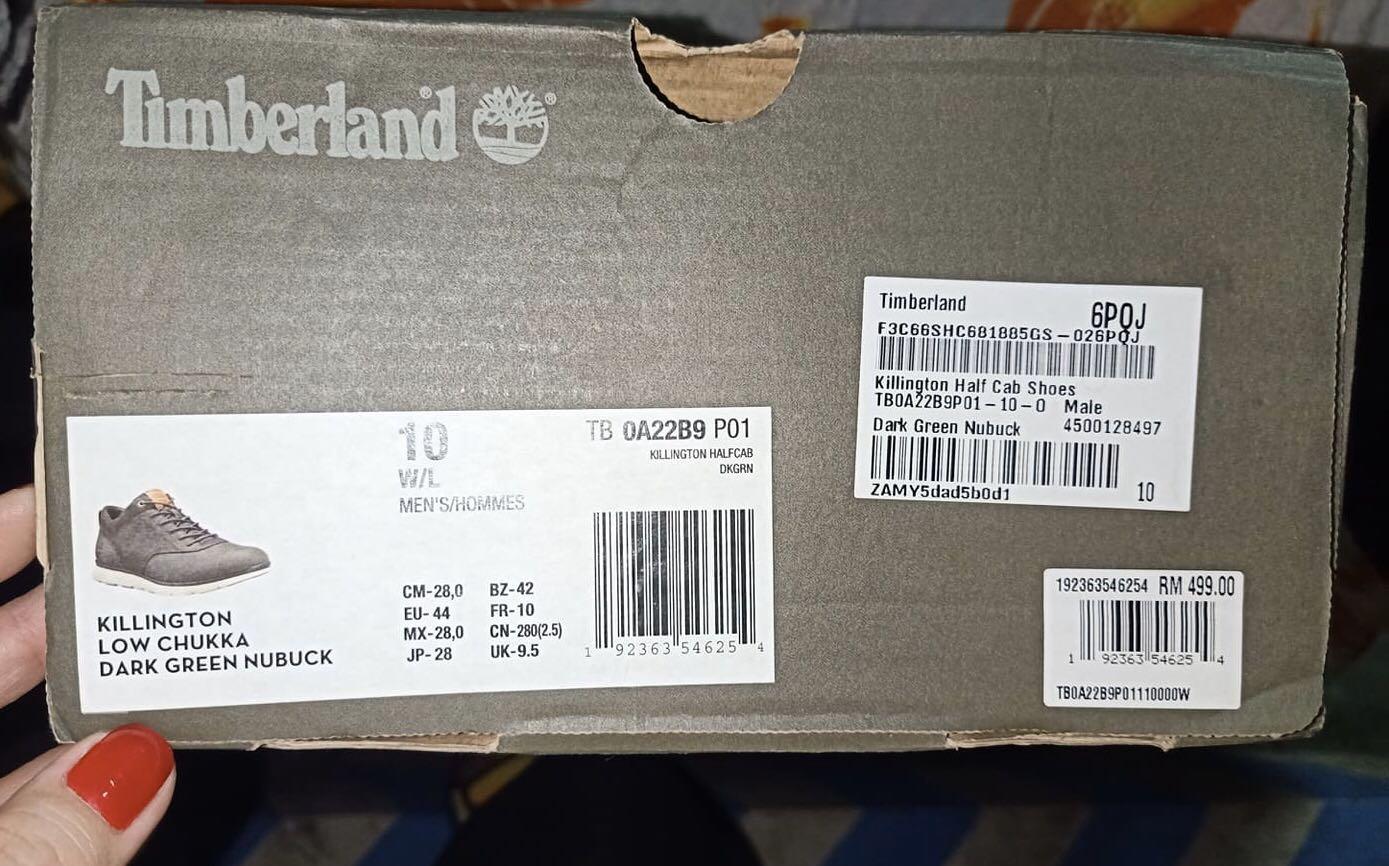 Timberland®
10
W/L
MEN'S/HOMMES
TB 0A22B9 P01
KILLINGTON HALFCAB
DKGRN
CM-28,0 BZ-42
EU-44 FR-10
MX-28,0 CN-280(2.5)
JP-28 UK-9.5
KILLINGTON
LOW CHUKKA
DARK GREEN NUBUCK
1 92363 54625 4
Timberland 6PQJ
F3C66SHC681885GS-026PQJ
Killington Half Cab Shoes
TB0A22B9P01-10-0 Male
Dark Green Nubuck 4500128497
ZAMY5dad5b0d1 10
192363546254 RM 499.00
1 92363 54625 4
TB0A22B9P01110000W